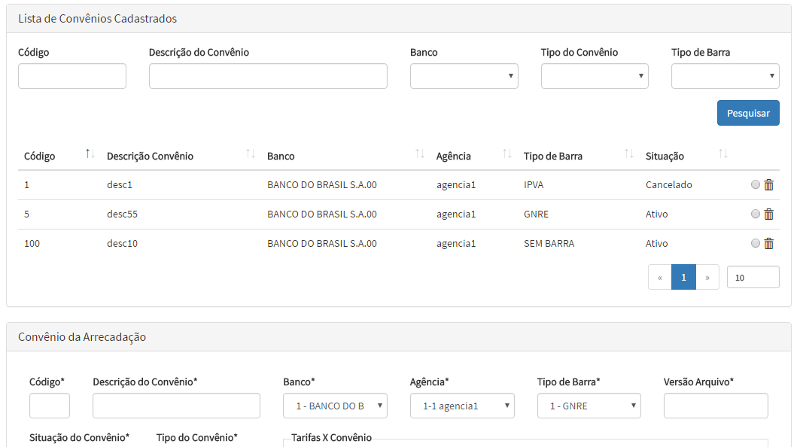 Lista de Convênios Cadastrados
Código Descrição do Convênio Banco Tipo do Convênio Tipo de Barra
Pesquisar
Código Descrição Convênio Banco Agência Tipo de Barra Situação
1 desc1 BANCO DO BRASIL S.A.00 agencia1 IPVA Cancelado
5 desc55 BANCO DO BRASIL S.A.00 agencia1 GNRE Ativo
100 desc10 BANCO DO BRASIL S.A.00 agencia1 SEM BARRA Ativo
« 1 » 10
Convênio da Arrecadação
Código* Descrição do Convênio* Banco* Agência* Tipo de Barra* Versão Arquivo*
1 - BANCO DO B 1-1 agencia1 1 - GNRE
Situação do Convênio* Tipo do Convênio* Tarifas X Convênio